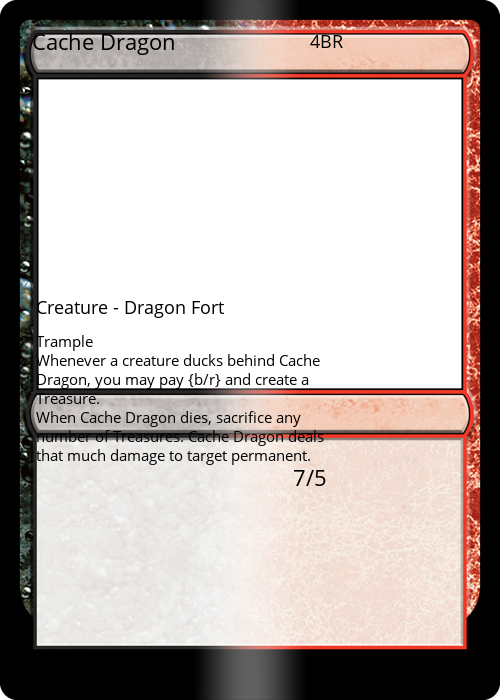 Cache Dragon 4BR
Creature - Dragon Fort
Trample
Whenever a creature ducks behind Cache
Dragon, you may pay {b/r} and create a
Treasure.
When Cache Dragon dies, sacrifice any
number of Treasures. Cache Dragon deals
that much damage to target permanent.
7/5